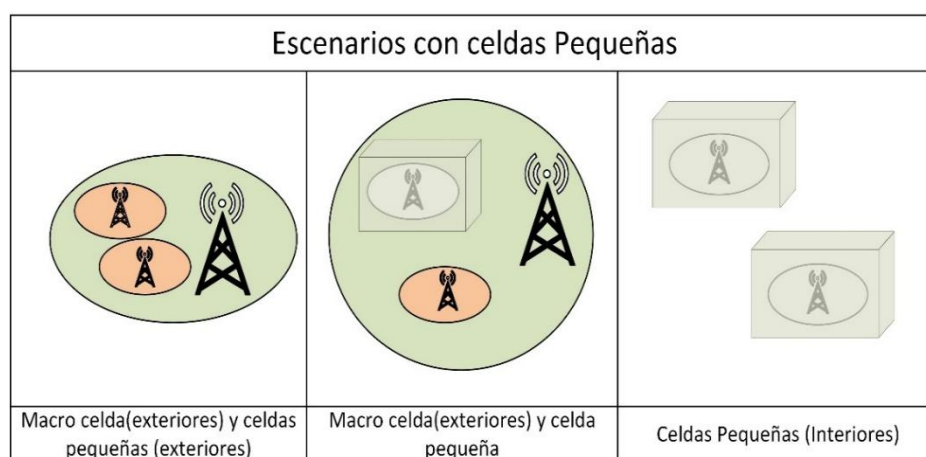 Escenarios con celdas Pequeñas
Macro celda(exteriores) y celdas
pequeñas (exteriores)
Macro celda(exteriores) y celda
pequeña
Celdas Pequeñas (Interiores)